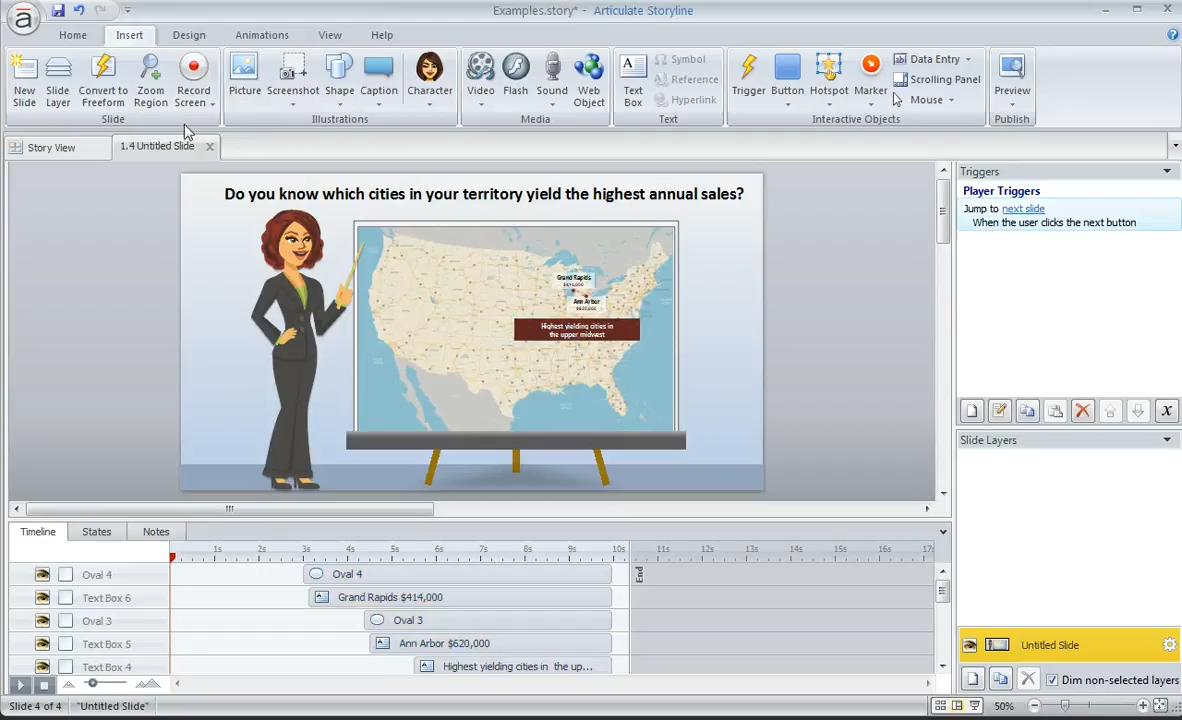 Examples.story* - Articulate Storyline
Home Insert Design Animations View Help
New Slide
Slide Layer
Convert to Freeform
Zoom Region
Record Screen
Picture
Screenshot
Shape
Caption
Character
Video
Flash
Sound
Web Object
Text Box
Symbol
Reference
Hyperlink
Trigger
Button
Hotspot
Marker
Data Entry
Scrolling Panel
Mouse
Preview
Slide
Illustrations
Media
Text
Interactive Objects
Publish
Story View
1.4 Untitled Slide
Do you know which cities in your territory yield the highest annual sales?
Grand Rapids
$414,000
Ann Arbor
$620,000
Highest yielding cities in
the upper midwest
Triggers
Player Triggers
Jump to next slide
When the user clicks the next button
Slide Layers
Untitled Slide
Dim non-selected layers
Timeline States Notes
1s 2s 3s 4s 5s 6s 7s 8s 9s 10s 11s 12s 13s 14s 15s 16s 17s
End
Oval 4 Oval 4
Text Box 6 Grand Rapids $414,000
Oval 3 Oval 3
Text Box 5 Ann Arbor $620,000
Text Box 4 Highest yielding cities in the up...
Slide 4 of 4 "Untitled Slide" 50%